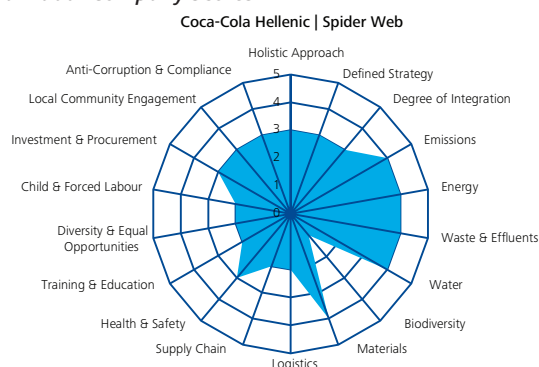 Coca-Cola Hellenic | Spider Web
Holistic Approach
Defined Strategy
Degree of Integration
Emissions
Energy
Waste & Effluents
Water
Biodiversity
Materials
Logistics
Supply Chain
Health & Safety
Training & Education
Diversity & Equal
Opportunities
Child & Forced Labour
Investment & Procurement
Local Community Engagement
Anti-Corruption & Compliance
5
4
3
2
1
0